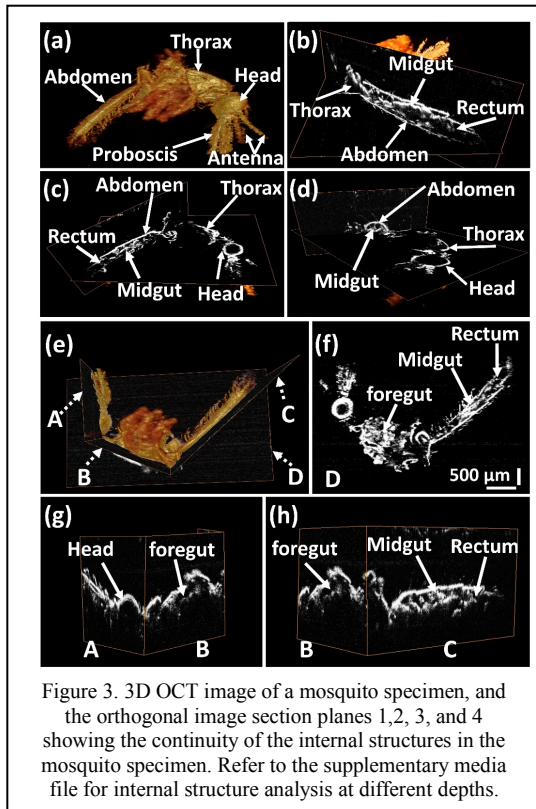 (a)
Thorax
Abdomen
Head
Proboscis
Antenna
(b)
Midgut
Thorax
Rectum
Abdomen
(c)
Abdomen
Thorax
Rectum
Midgut
Head
(d)
Abdomen
Thorax
Midgut
Head
(e)
A
B
C
D
(f)
Rectum
Midgut
foregut
D
500 µm
(g)
Head
foregut
A
B
(h)
foregut
Midgut
Rectum
B
C
Figure 3. 3D OCT image of a mosquito specimen, and
the orthogonal image section planes 1,2, 3, and 4
showing the continuity of the internal structures in the
mosquito specimen. Refer to the supplementary media
file for internal structure analysis at different depths.